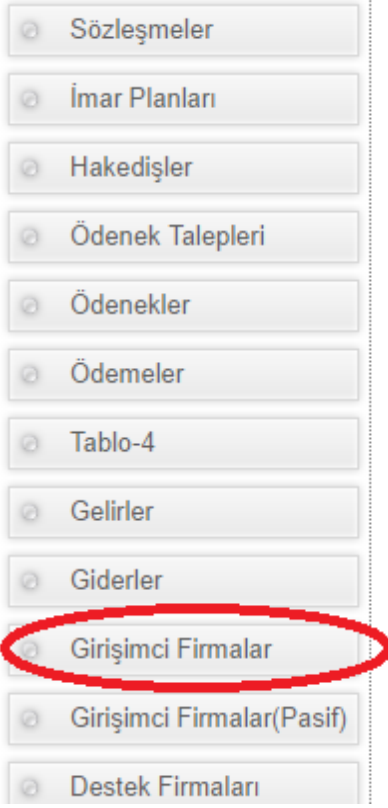 Sözleşmeler
İmar Planları
Hakedişler
Ödenek Talepleri
Ödenekler
Ödemeler
Tablo-4
Gelirler
Giderler
Girişimci Firmalar
Girişimci Firmalar(Pasif)
Destek Firmaları